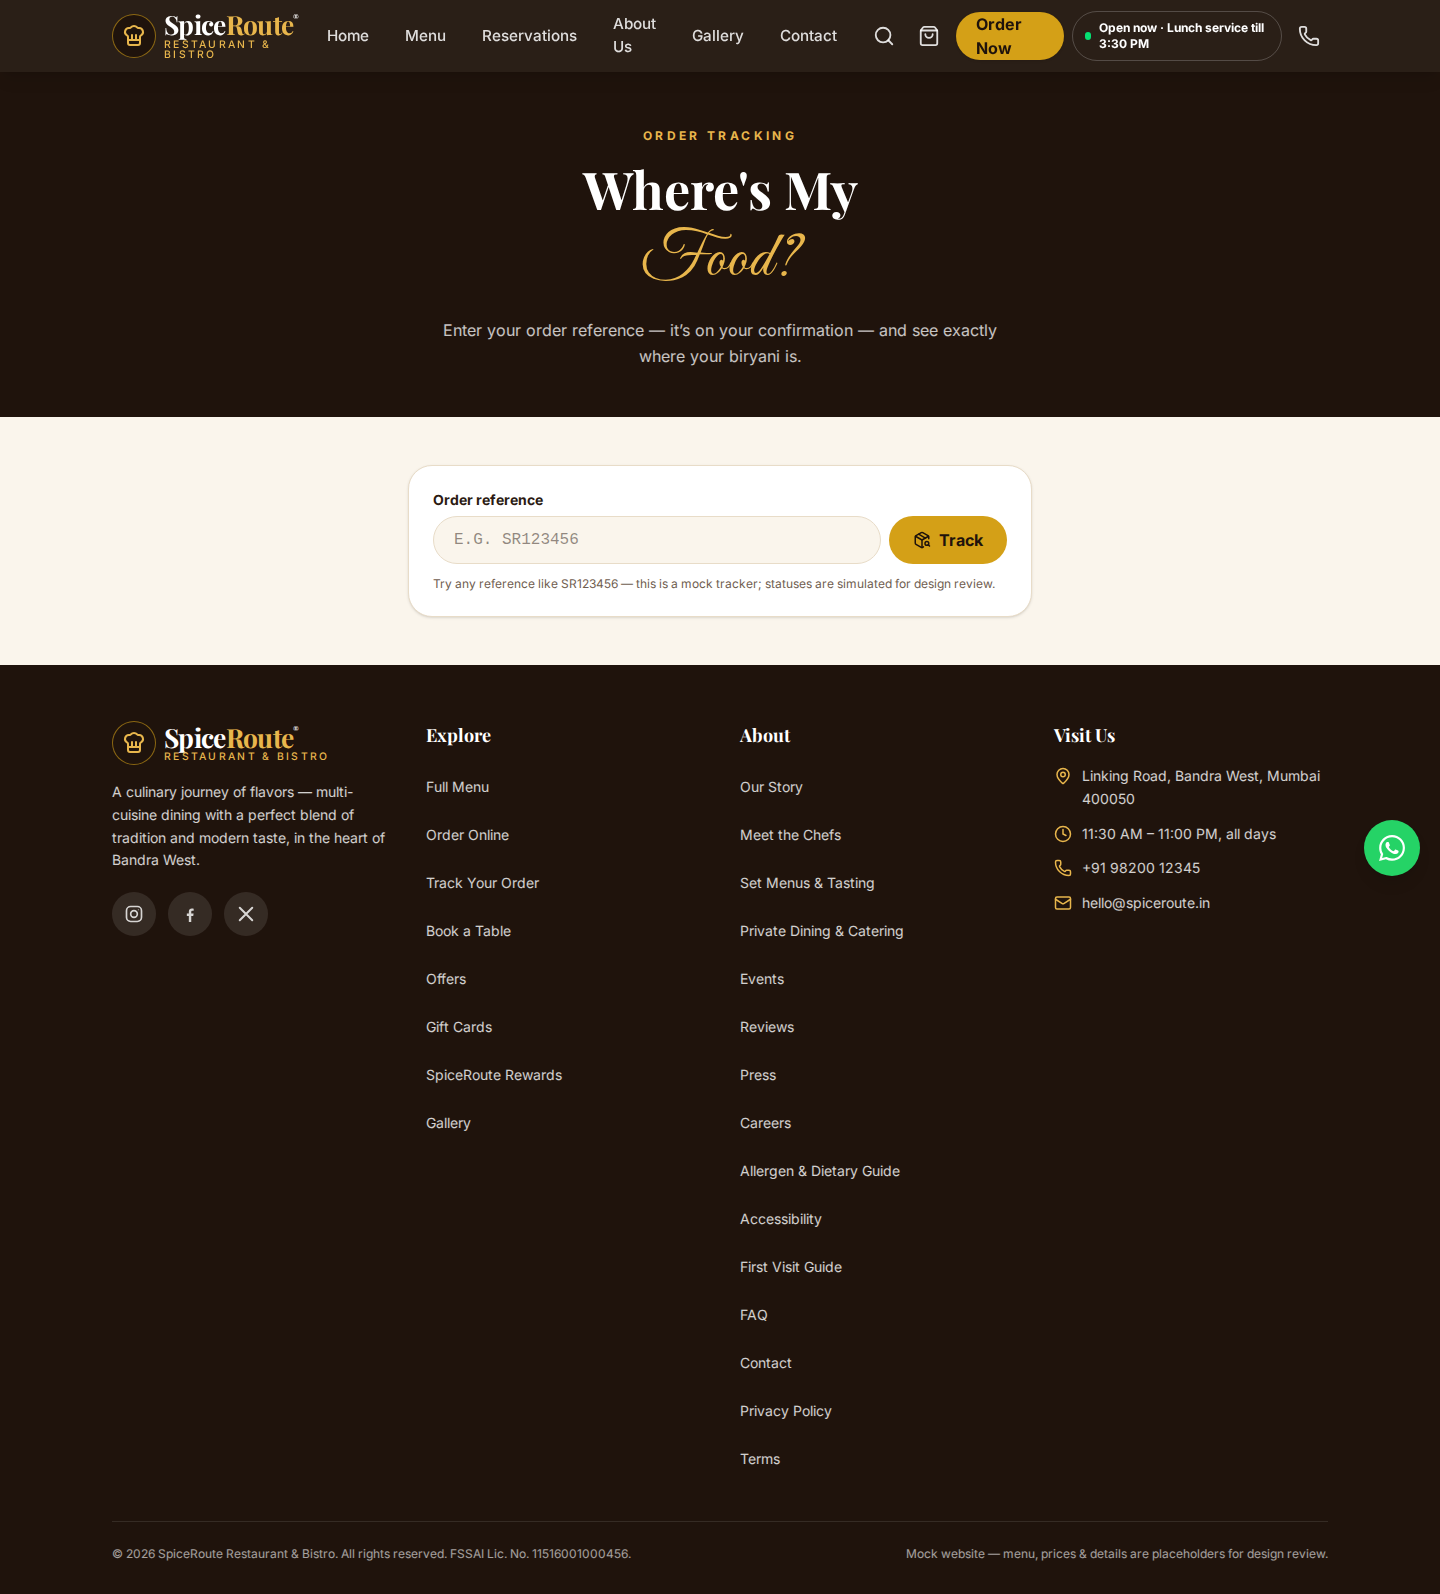 SpiceRoute®
RESTAURANT &
BISTRO
Home
Menu
Reservations
About
Us
Gallery
Contact
Order
Now
Open now · Lunch service till
3:30 PM
ORDER TRACKING
Where's My
Food?
Enter your order reference — it’s on your confirmation — and see exactly
where your biryani is.
Order reference
E.G. SR123456
Track
Try any reference like SR123456 — this is a mock tracker; statuses are simulated for design review.
SpiceRoute®
RESTAURANT & BISTRO
A culinary journey of flavors — multi-
cuisine dining with a perfect blend of
tradition and modern taste, in the heart of
Bandra West.
Explore
Full Menu
Order Online
Track Your Order
Book a Table
Offers
Gift Cards
SpiceRoute Rewards
Gallery
About
Our Story
Meet the Chefs
Set Menus & Tasting
Private Dining & Catering
Events
Reviews
Press
Careers
Allergen & Dietary Guide
Accessibility
First Visit Guide
FAQ
Contact
Privacy Policy
Terms
Visit Us
Linking Road, Bandra West, Mumbai
400050
11:30 AM – 11:00 PM, all days
+91 98200 12345
hello@spiceroute.in
© 2026 SpiceRoute Restaurant & Bistro. All rights reserved. FSSAI Lic. No. 11516001000456.
Mock website — menu, prices & details are placeholders for design review.